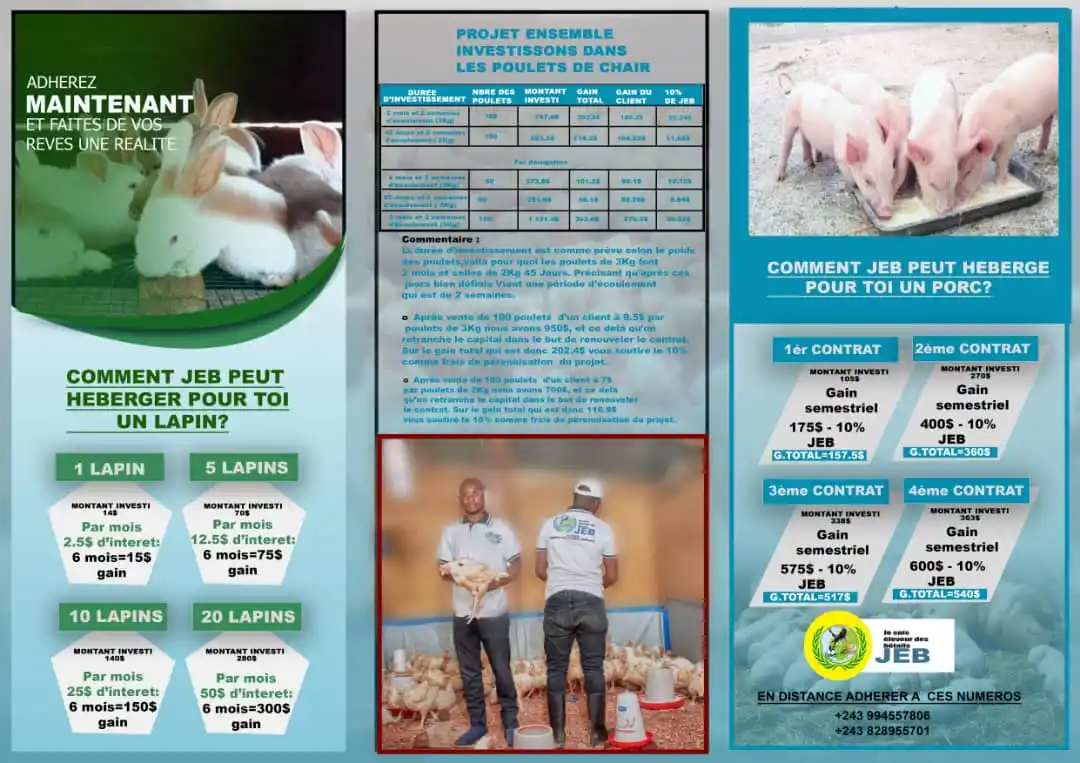 ADHEREZ
MAINTENANT
ET FAITES DE VOS
REVES UNE REALITE
COMMENT JEB PEUT
HEBERGER POUR TOI
UN LAPIN?
1 LAPIN
MONTANT INVESTI
14$
Par mois
2.5$ d'interet:
6 mois=15$
gain
5 LAPINS
MONTANT INVESTI
70$
Par mois
12.5$ d'interet:
6 mois=75$
gain
10 LAPINS
MONTANT INVESTI
140$
Par mois
25$ d'interet:
6 mois=150$
gain
20 LAPINS
MONTANT INVESTI
280$
Par mois
50$ d'interet:
6 mois=300$
gain
PROJET ENSEMBLE
INVESTISSONS DANS
LES POULETS DE CHAIR
DURÉE D'INVESTISSEMENT NBRE DES POULETS MONTANT INVESTI GAIN TOTAL GAIN DU CLIENT 10% DE JEB
Commentaire :
la durée d'investissement est comme prévu selon le poids
des poulets,voilà pour quoi les poulets de 3Kg font
2 mois et celles de 2Kg 45 Jours. Précisant qu'après ces
jours bien définis Vient une période d'écoulement
qui est de 2 semaines.
o Après vente de 100 poulets d'un client à 9.5$ par
poulets de 3Kg nous avons 950$, et ce delà qu'on
retranche le capital dans le but de renouveler le contrat.
Sur le gain total qui est donc 202.4$ vous soutire le 10%
comme frais de pérennisation du projet..
o Après vente de 100 poulets d'un client à 7$
par poulets de 2Kg nous avons 700$, et ce delà
qu'on retranche le capital dans le but de renouveler
le contrat. Sur le gain total qui est donc 116.9$
vous soutire le 10% comme frais de pérennisation du projet.
JEB
COMMENT JEB PEUT HEBERGE
POUR TOI UN PORC?
1ér CONTRAT
MONTANT INVESTI
105$
Gain
semestriel
175$ - 10%
JEB
G.TOTAL=157.5$
2ème CONTRAT
MONTANT INVESTI
270$
Gain
semestriel
400$ - 10%
JEB
G.TOTAL=360$
3ème CONTRAT
MONTANT INVESTI
338$
Gain
semestriel
575$ - 10%
JEB
G.TOTAL=517$
4ème CONTRAT
MONTANT INVESTI
363$
Gain
semestriel
600$ - 10%
JEB
G.TOTAL=540$
Je suis
éleveur des
bétails
JEB
EN DISTANCE ADHERER A CES NUMEROS
+243 994557806
+243 828955701